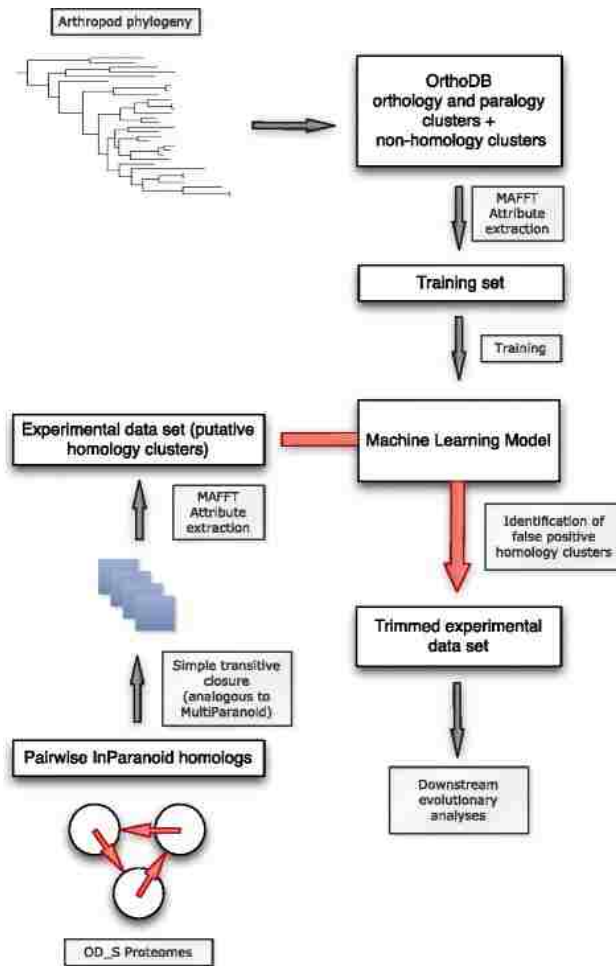 Arthropod phylogeny
OrthoDB
orthology and paralogy
clusters +
non-homology clusters
MAFFT
Attribute
extraction
Training set
Training
Machine Learning Model
Experimental data set (putative
homology clusters)
MAFFT
Attribute
extraction
Identification of
false positive
homology clusters
Trimmed experimental
data set
Simple transitive
closure
(analogous to
MultiParanoid)
Pairwise InParanoid homologs
Downstream
evolutionary
analyses
OD_S Proteomes